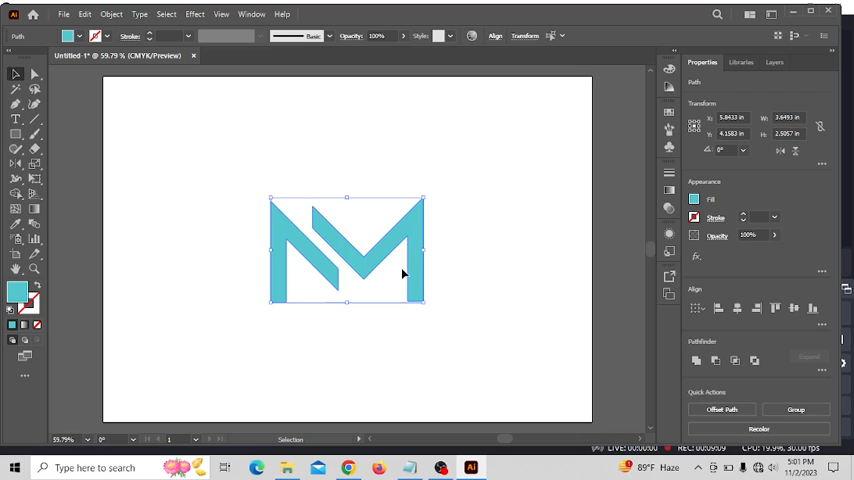 Ai File Edit Object Type Select Effect View Window Help
Path Stroke: Basic Opacity: 100% Style: Align Transform
Untitled-1* @ 59.79 % (CMYK/Preview) ×
Properties Libraries Layers
Path
Transform
X: 5.8433 in W: 3.6493 in
Y: 4.1583 in H: 2.5057 in
0°
Appearance
Fill
Stroke
Opacity 100%
fx.
Align
Pathfinder
Expand
Quick Actions
Offset Path Group
Recolor
59.79% 0° 1 Selection
LIVE: 00:00:00 REC: 00:09:09 CPU: 19.9%, 30.00 fps
Type here to search
Ai
89°F Haze
5:01 PM
11/2/2023